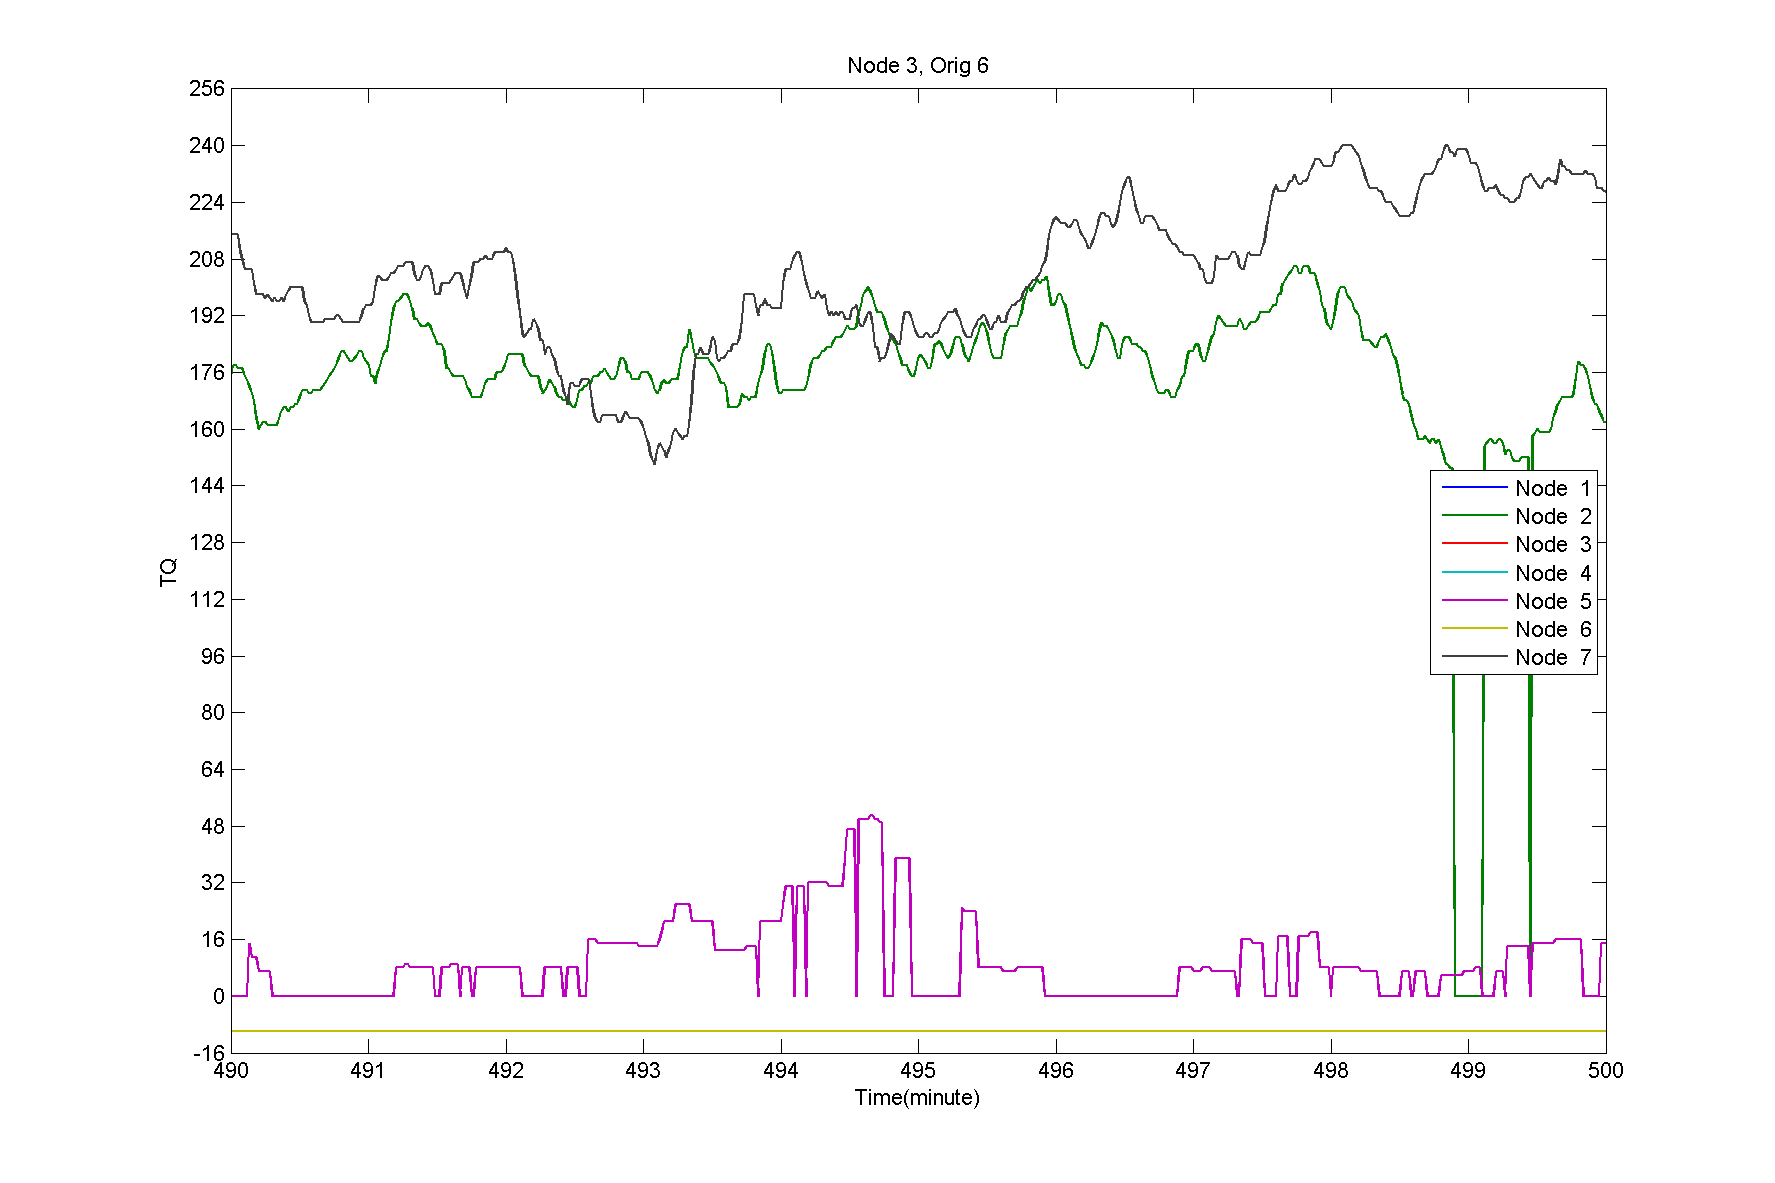 Node 3, Orig 6
256
240
224
208
192
176
160
144
128
112
96
80
64
48
32
16
0
-16
TQ
Node 1
Node 2
Node 3
Node 4
Node 5
Node 6
Node 7
490 491 492 493 494 495 496 497 498 499 500
Time(minute)